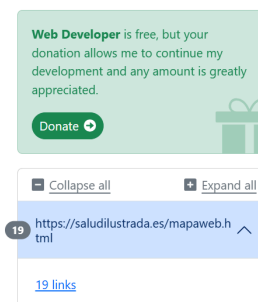 Web Developer is free, but your
donation allows me to continue my
development and any amount is greatly
appreciated.
Donate
Collapse all
Expand all
19
https://saludilustrada.es/mapaweb.h
tml
19 links